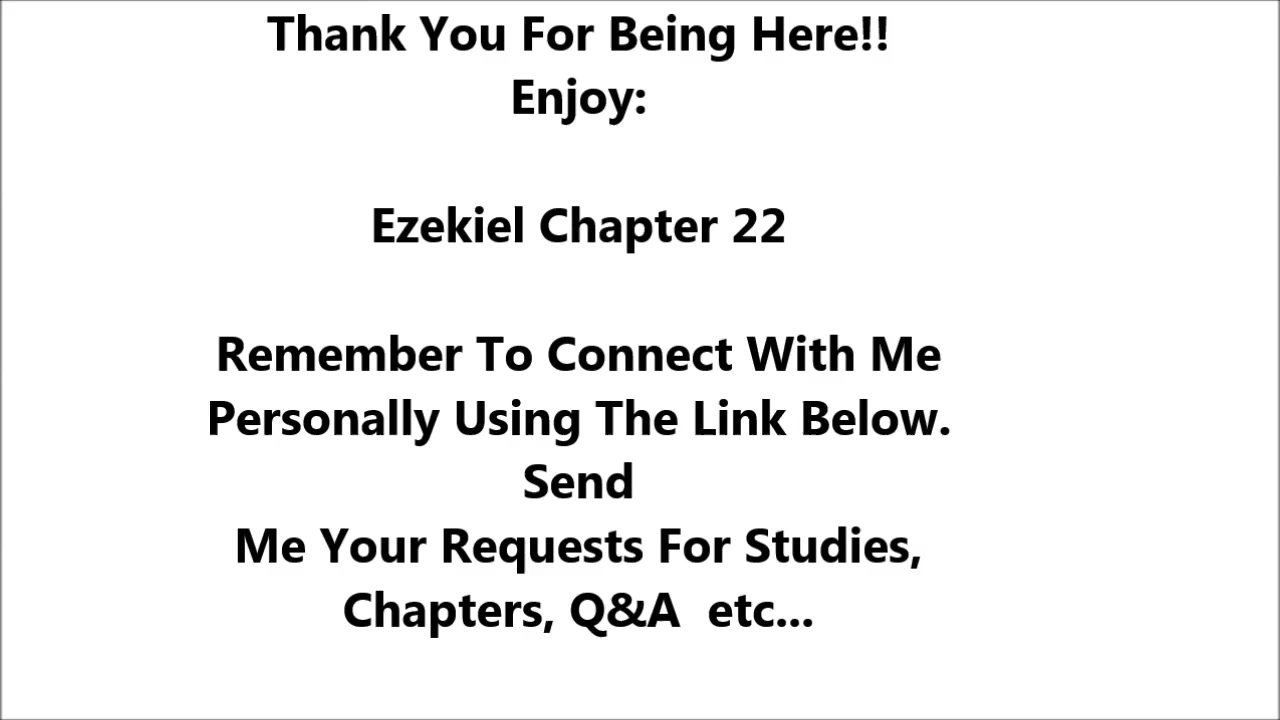 Thank You For Being Here!!
Enjoy:
Ezekiel Chapter 22
Remember To Connect With Me
Personally Using The Link Below.
Send
Me Your Requests For Studies,
Chapters, Q&A  etc...